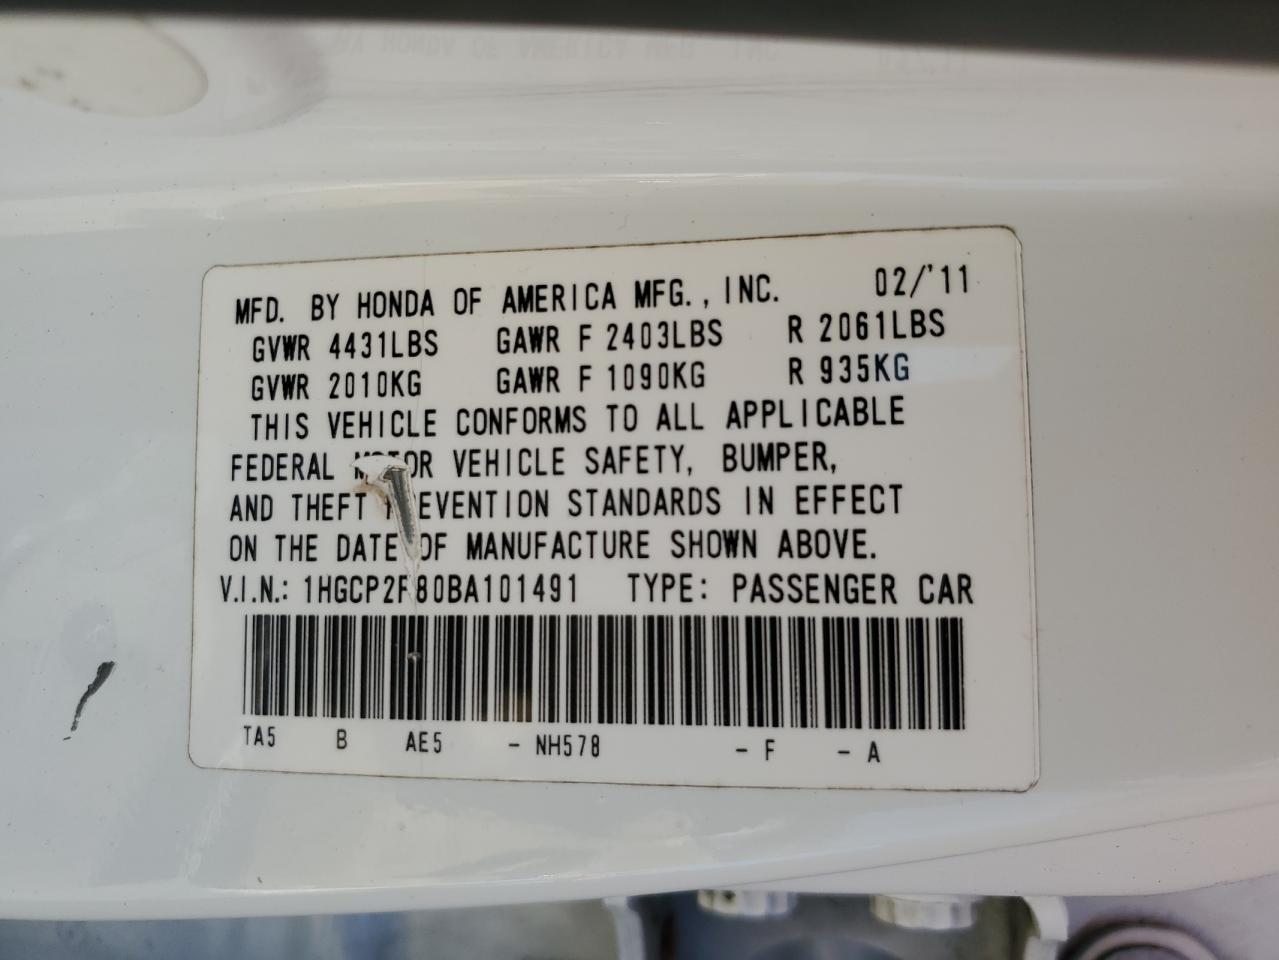 MFD. BY HONDA OF AMERICA MFG., INC. 02/'11
GVWR 4431LBS GAWR F 2403LBS R 2061LBS
GVWR 2010KG GAWR F 1090KG R 935KG
THIS VEHICLE CONFORMS TO ALL APPLICABLE
FEDERAL MOTOR VEHICLE SAFETY, BUMPER,
AND THEFT PREVENTION STANDARDS IN EFFECT
ON THE DATE OF MANUFACTURE SHOWN ABOVE.
V.I.N.: 1HGCP2F80BA101491 TYPE: PASSENGER CAR
TA5 B AE5 - NH578 - F - A